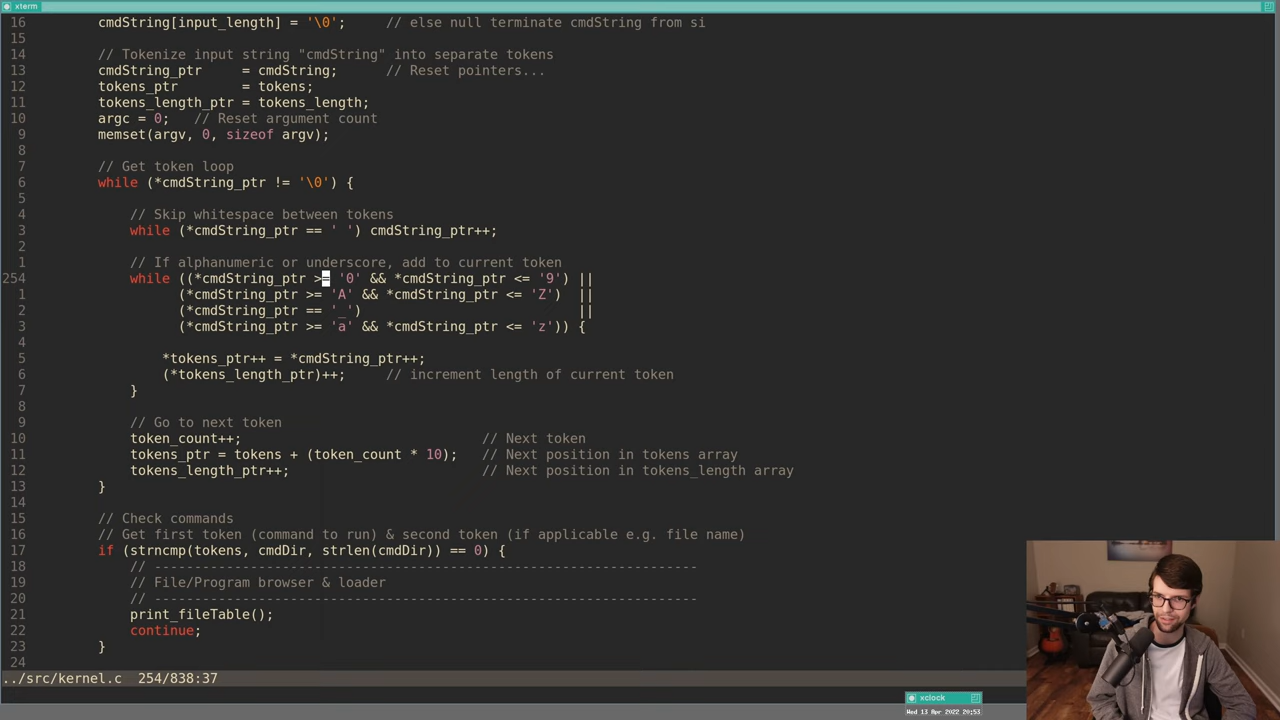 xterm
16 cmdString[input_length] = '\0'; // else null terminate cmdString from si
15
14 // Tokenize input string "cmdString" into separate tokens
13 cmdString_ptr = cmdString; // Reset pointers...
12 tokens_ptr = tokens;
11 tokens_length_ptr = tokens_length;
10 argc = 0; // Reset argument count
9 memset(argv, 0, sizeof argv);
8
7 // Get token loop
6 while (*cmdString_ptr != '\0') {
5
4 // Skip whitespace between tokens
3 while (*cmdString_ptr == ' ') cmdString_ptr++;
2
1 // If alphanumeric or underscore, add to current token
254 while ((*cmdString_ptr >= '0' && *cmdString_ptr <= '9') ||
1 (*cmdString_ptr >= 'A' && *cmdString_ptr <= 'Z') ||
2 (*cmdString_ptr == '_') ||
3 (*cmdString_ptr >= 'a' && *cmdString_ptr <= 'z')) {
4
5 *tokens_ptr++ = *cmdString_ptr++;
6 (*tokens_length_ptr)++; // increment length of current token
7 }
8
9 // Go to next token
10 token_count++; // Next token
11 tokens_ptr = tokens + (token_count * 10); // Next position in tokens array
12 tokens_length_ptr++; // Next position in tokens_length array
13 }
14
15 // Check commands
16 // Get first token (command to run) & second token (if applicable e.g. file name)
17 if (strncmp(tokens, cmdDir, strlen(cmdDir)) == 0) {
18 // --------------------------------------------------------------------
19 // File/Program browser & loader
20 // --------------------------------------------------------------------
21 print_fileTable();
22 continue;
23 }
24
../src/kernel.c 254/838:37
xclock
Wed 13 Apr 2022 20:53